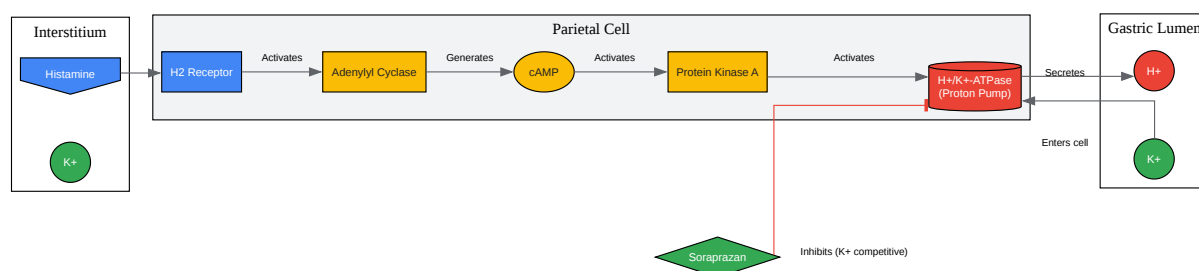 Interstitium
Parietal Cell
Gastric Lumen
Histamine
H2 Receptor
Activates
Adenylyl Cyclase
Generates
cAMP
Activates
Protein Kinase A
Activates
H+/K+-ATPase
(Proton Pump)
Secretes
H+
K+
Enters cell
K+
Soraprazan
Inhibits (K+ competitive)